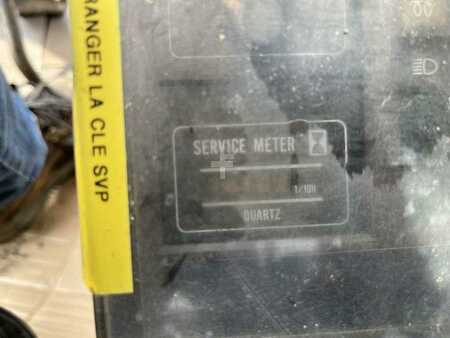 RANGER LA CLE SVP
SERVICE METER
1/10H
QUARTZ